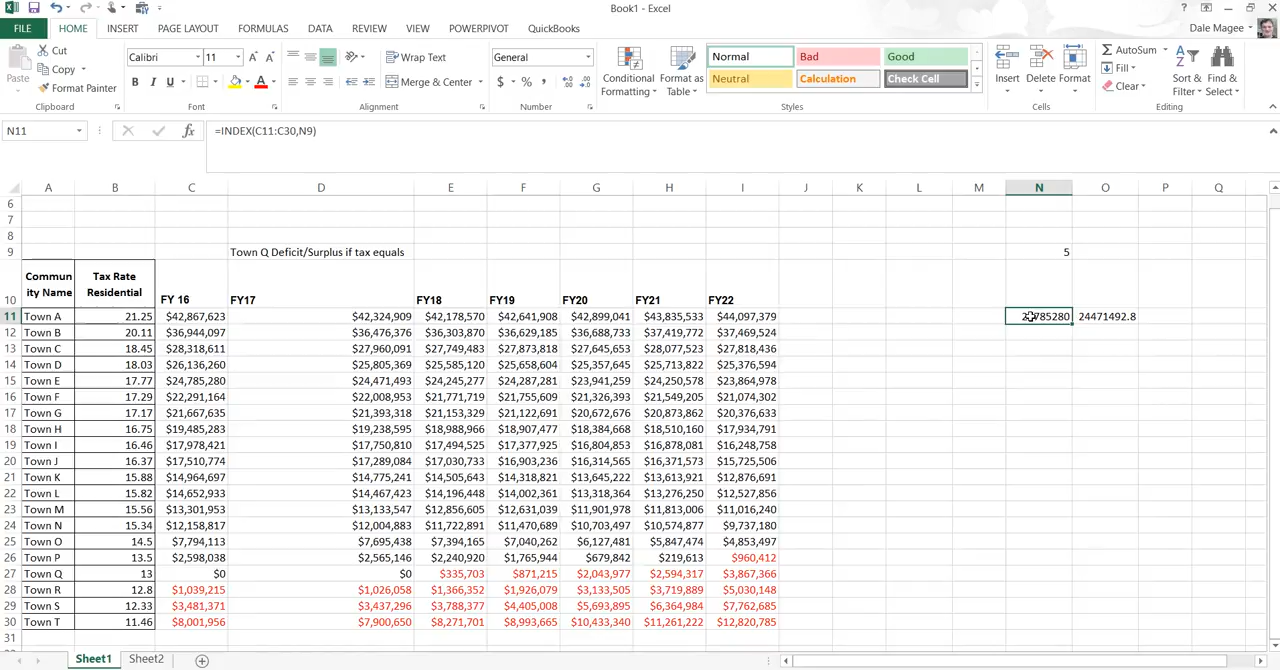 Book1 - Excel
FILE HOME INSERT PAGE LAYOUT FORMULAS DATA REVIEW VIEW POWERPIVOT QuickBooks Dale Magee
Paste Cut Copy Format Painter Clipboard
Calibri 11 Font
Wrap Text Merge & Center Alignment
General Number
Conditional Formatting Format as Table
Normal Bad Good
Neutral Calculation Check Cell
Styles
Insert Delete Format Cells
AutoSum Fill Clear Sort & Filter Find & Select Editing
N11 fx =INDEX(C11:C30,N9)
A B C D E F G H I J K L M N O P Q
6
7
8
9 Town Q Deficit/Surplus if tax equals 5
10 Commun ity Name Tax Rate Residential FY 16 FY17 FY18 FY19 FY20 FY21 FY22
11 Town A 21.25 $42,867,623 $42,324,909 $42,178,570 $42,641,908 $42,899,041 $43,835,533 $44,097,379 24471492.8
12 Town B 20.11 $36,944,097 $36,476,376 $36,313,870 $36,629,185 $36,688,733 $37,419,772 $37,469,524
13 Town C 18.45 $28,318,611 $27,960,091 $27,749,483 $27,873,818 $27,645,653 $28,077,523 $27,818,436
14 Town D 18.03 $26,136,260 $25,805,369 $25,585,120 $25,658,604 $25,357,645 $25,713,822 $25,376,594
15 Town E 17.77 $24,785,280 $24,471,493 $24,245,277 $24,287,281 $23,941,259 $24,250,578 $23,864,978
16 Town F 17.29 $22,291,164 $22,008,953 $21,771,719 $21,755,609 $21,326,393 $21,549,205 $21,074,302
17 Town G 17.17 $21,667,635 $21,393,318 $21,153,329 $21,122,691 $20,672,676 $20,873,862 $20,376,633
18 Town H 16.75 $19,485,283 $19,238,595 $18,988,966 $18,907,477 $18,384,668 $18,510,160 $17,934,791
19 Town I 16.46 $17,978,421 $17,750,810 $17,494,525 $17,377,925 $16,804,853 $16,878,081 $16,248,758
20 Town J 16.37 $17,510,774 $17,289,084 $17,030,733 $16,903,236 $16,314,565 $16,371,573 $15,725,506
21 Town K 15.88 $14,964,697 $14,775,241 $14,505,643 $14,318,821 $13,645,222 $13,613,921 $12,876,691
22 Town L 15.82 $14,652,933 $14,467,423 $14,196,448 $14,002,361 $13,318,364 $13,276,250 $12,527,856
23 Town M 15.56 $13,301,953 $13,133,547 $12,856,605 $12,631,039 $11,901,978 $11,813,006 $11,016,240
24 Town N 15.34 $12,158,817 $12,004,883 $11,722,891 $11,470,689 $10,703,497 $10,574,877 $9,737,180
25 Town O 14.5 $7,794,113 $7,695,438 $7,394,165 $7,040,262 $6,127,481 $5,847,474 $4,853,497
26 Town P 13.5 $2,598,038 $2,565,146 $2,240,920 $1,765,944 $679,842 $219,613 $960,412
27 Town Q 13 $0 $0 $335,703 $871,215 $2,043,977 $2,594,317 $3,867,366
28 Town R 12.8 $1,039,215 $1,026,058 $1,366,352 $1,926,079 $3,133,505 $3,719,889 $5,030,148
29 Town S 12.33 $3,481,371 $3,437,296 $3,788,377 $4,405,008 $5,693,895 $6,364,984 $7,762,685
30 Town T 11.46 $8,001,956 $7,900,650 $8,271,701 $8,993,665 $10,433,340 $11,261,222 $12,820,785
31
Sheet1 Sheet2